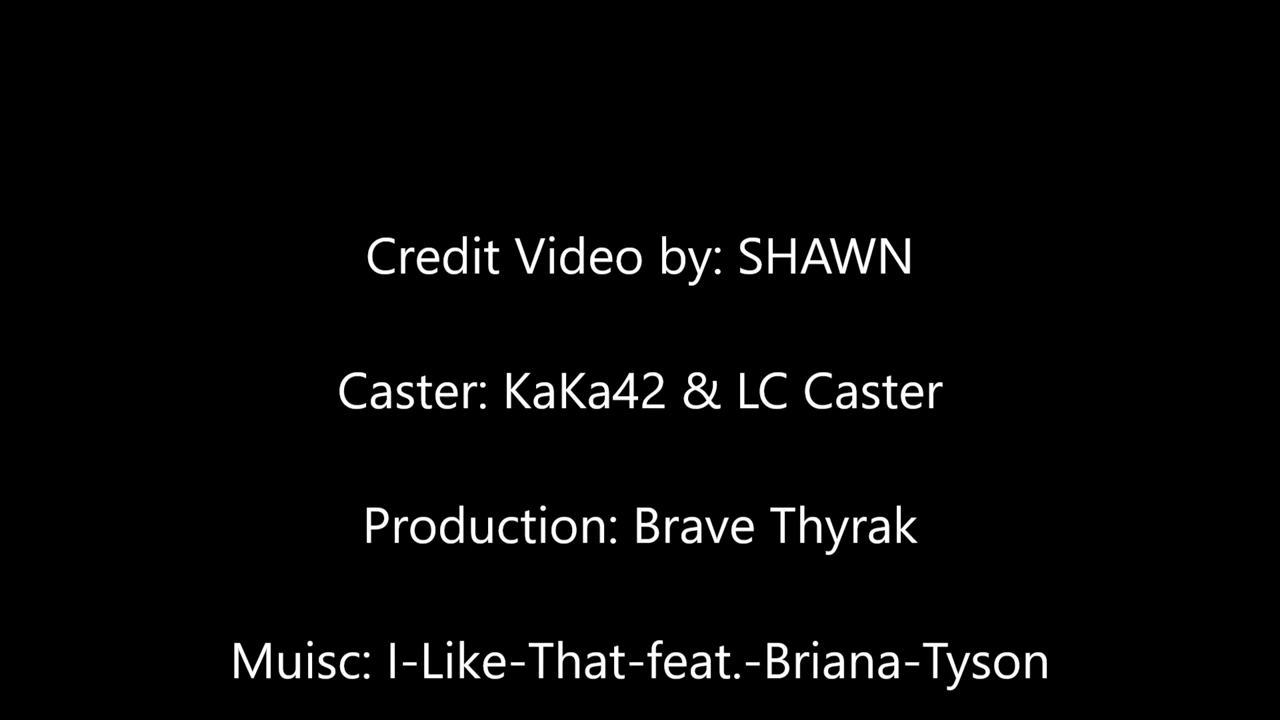 Credit Video by: SHAWN
Caster: KaKa42 & LC Caster
Production: Brave Thyrak
Muisc: I-Like-That-feat.-Briana-Tyson